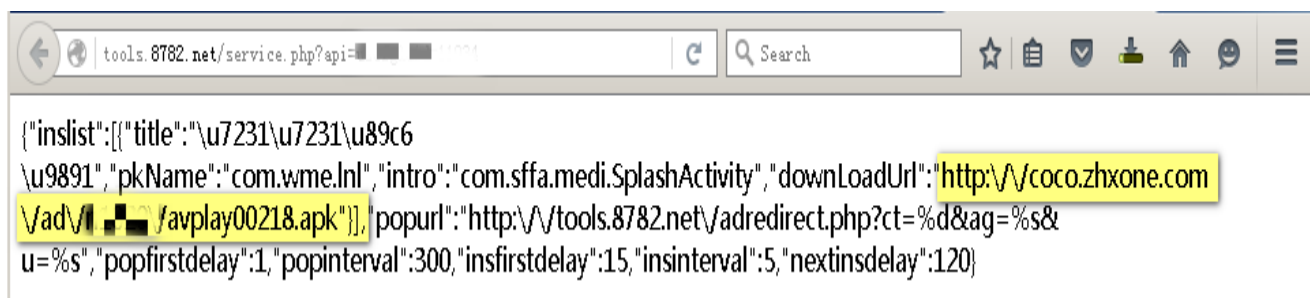 tools.8782.net/service.php?api=
Search
{"inslist":[{"title":"\u7231\u7231\u89c6
\u9891","pkName":"com.wme.lnl","intro":"com.sffa.medi.SplashActivity","downLoadUrl":"http:\/\/coco.zhxone.com
\/ad\/ \/avplay00218.apk"}],"popurl":"http:\/\/tools.8782.net\/adredirect.php?ct=%d&ag=%s&
u=%s","popfirstdelay":1,"popinterval":300,"insfirstdelay":15,"insinterval":5,"nextinsdelay":120}